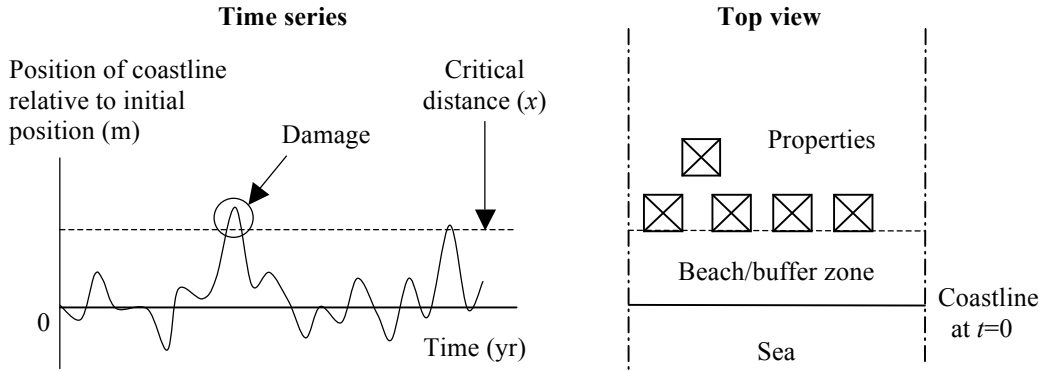 Time series
Position of coastline
relative to initial
position (m)
Damage
Critical
distance (x)
0
Time (yr)
Top view
Properties
Beach/buffer zone
Coastline
at t=0
Sea